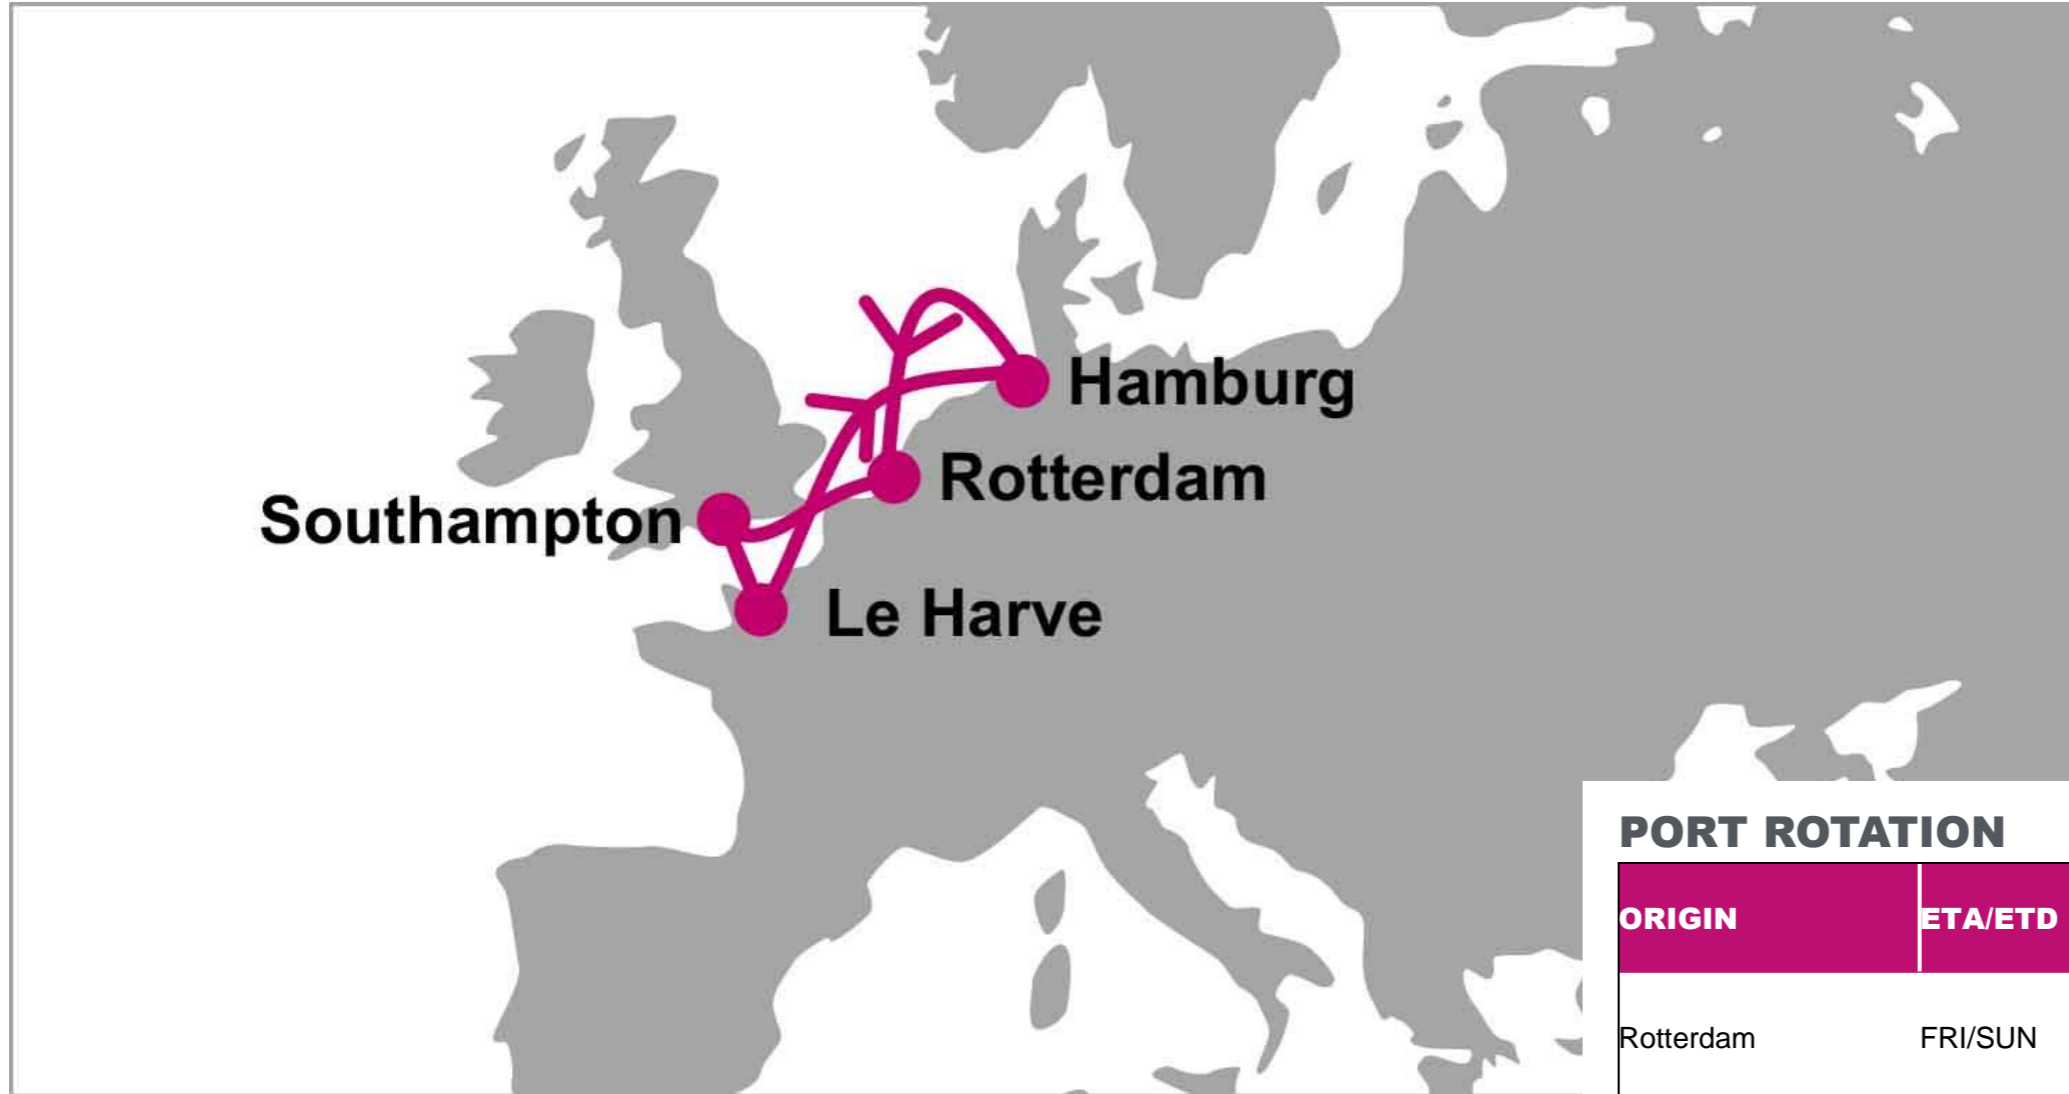 Hamburg
Rotterdam
Southampton
Le Harve
PORT ROTATION
ORIGIN ETA/ETD
Rotterdam FRI/SUN